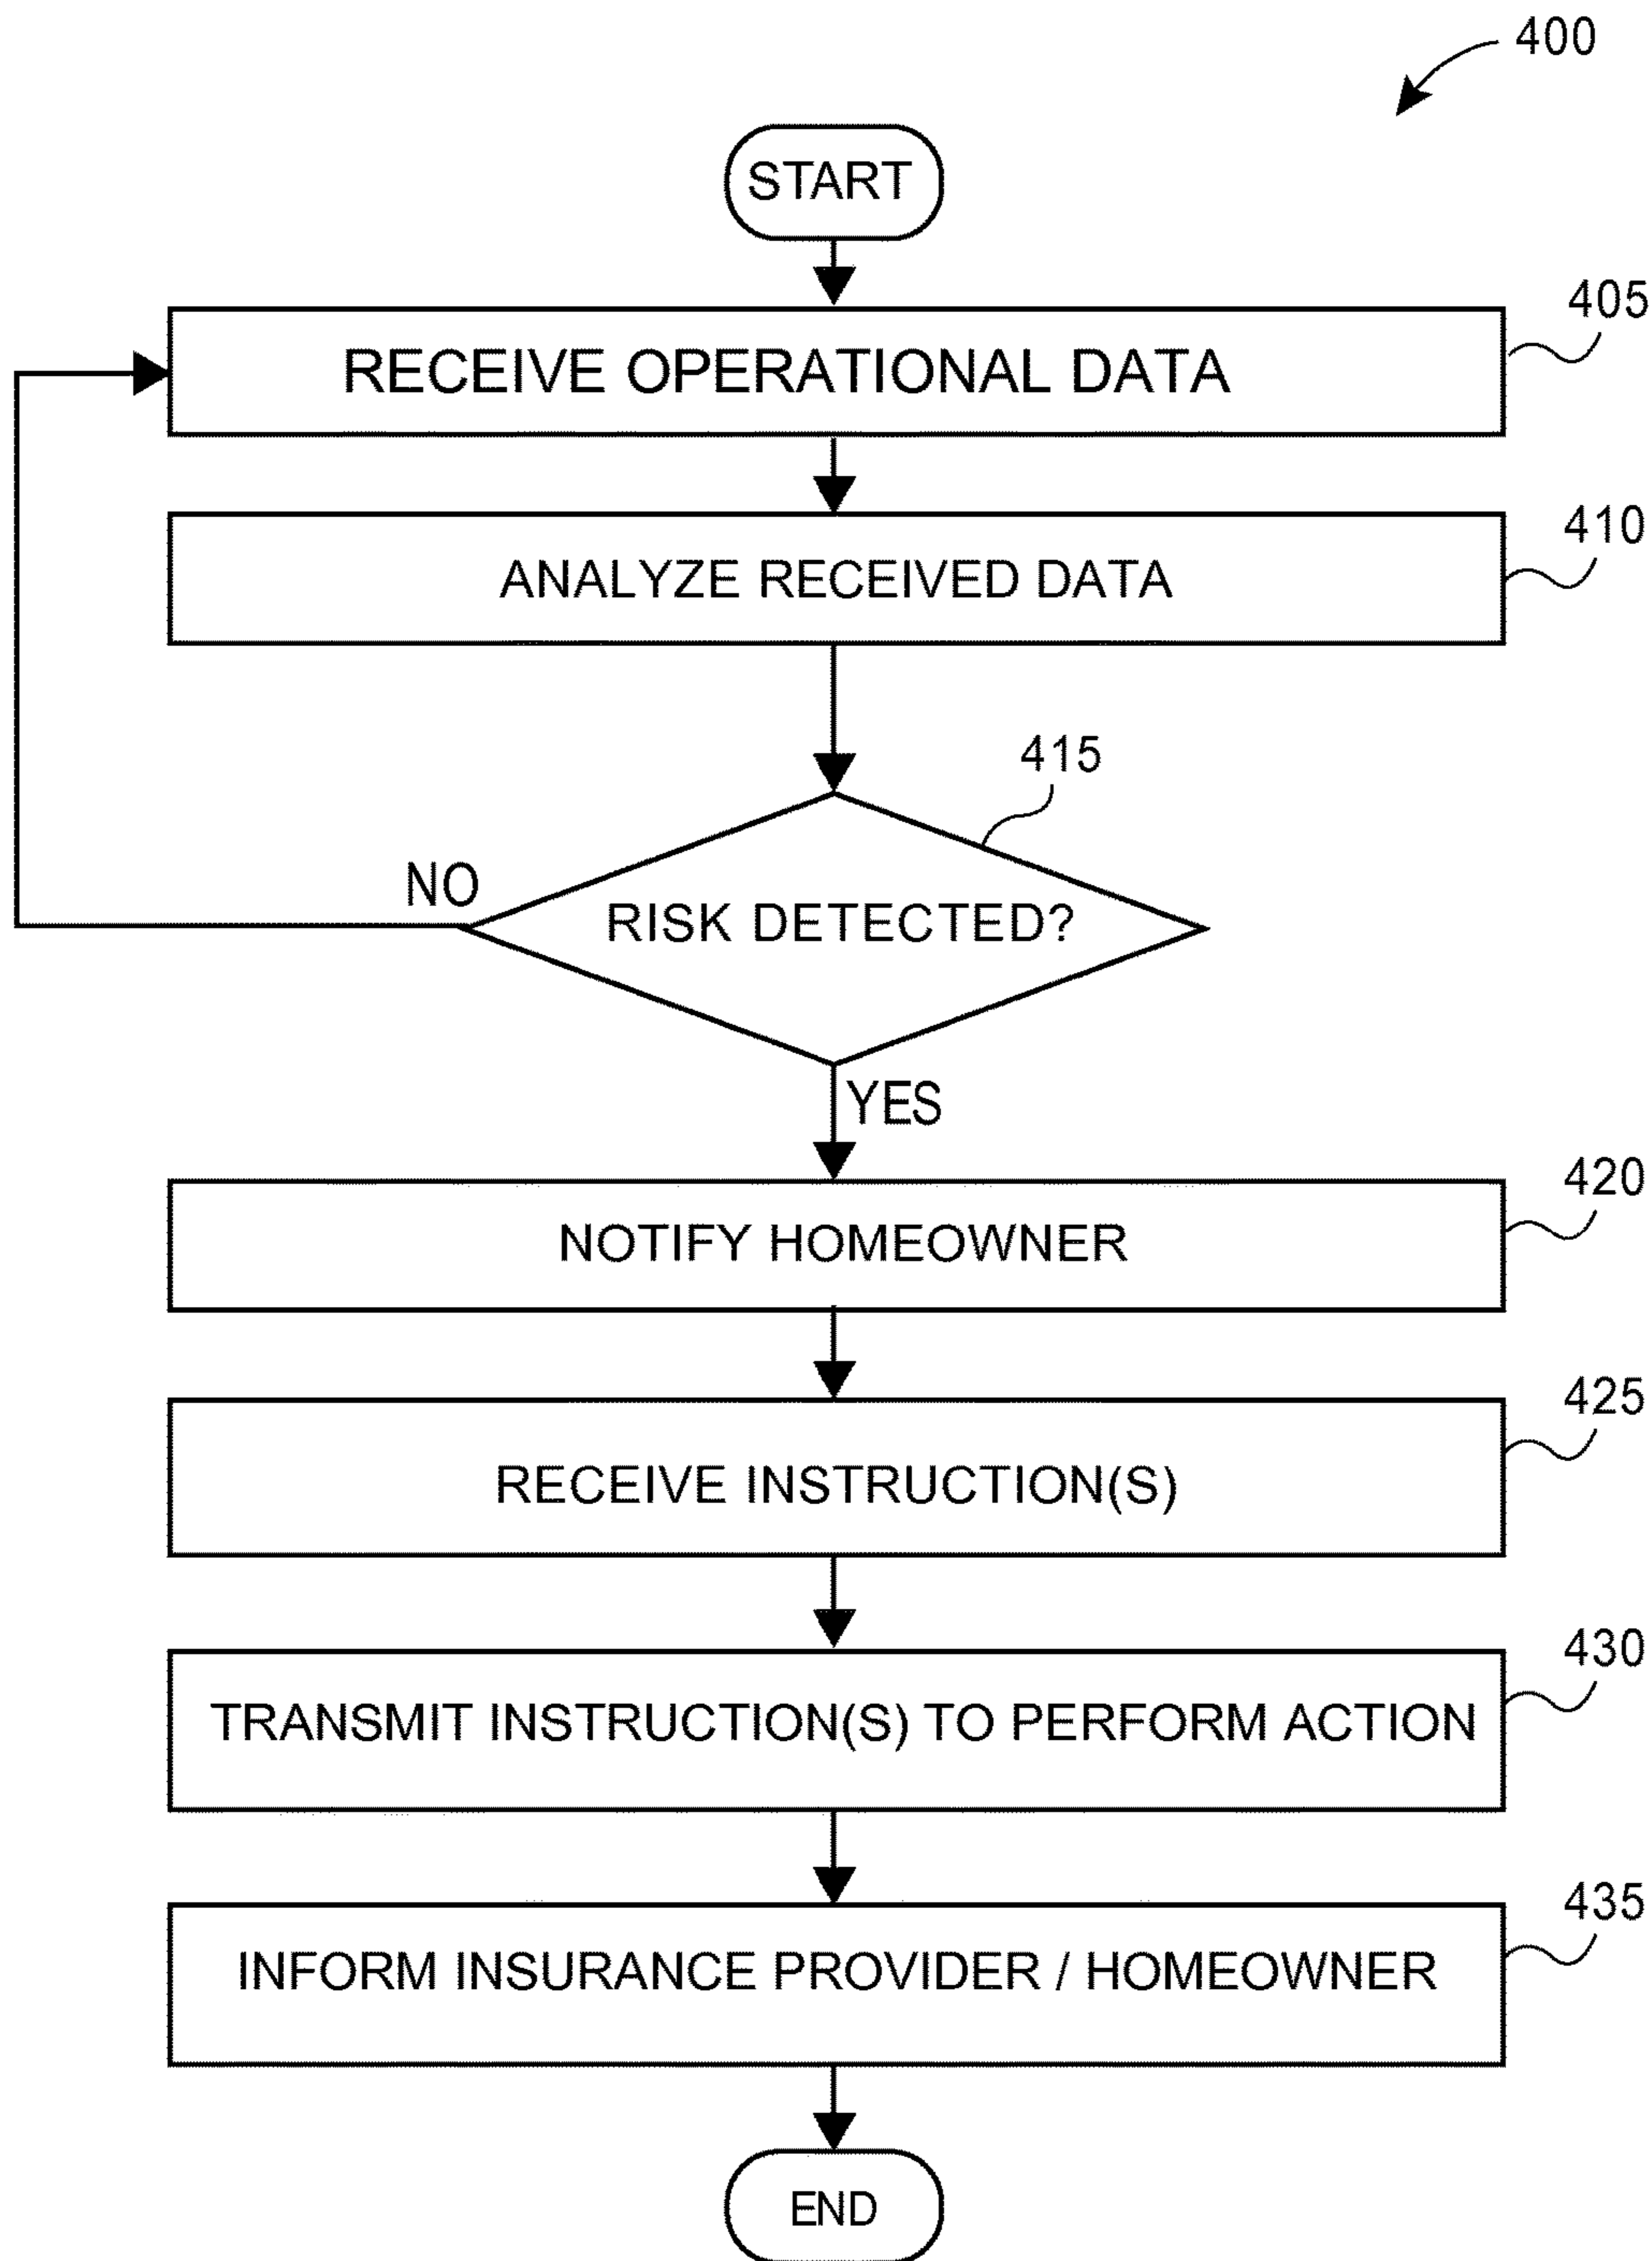 400
START
405
RECEIVE OPERATIONAL DATA
410
ANALYZE RECEIVED DATA
415
NO
RISK DETECTED?
YES
420
NOTIFY HOMEOWNER
425
RECEIVE INSTRUCTION(S)
430
TRANSMIT INSTRUCTION(S) TO PERFORM ACTION
435
INFORM INSURANCE PROVIDER / HOMEOWNER
END